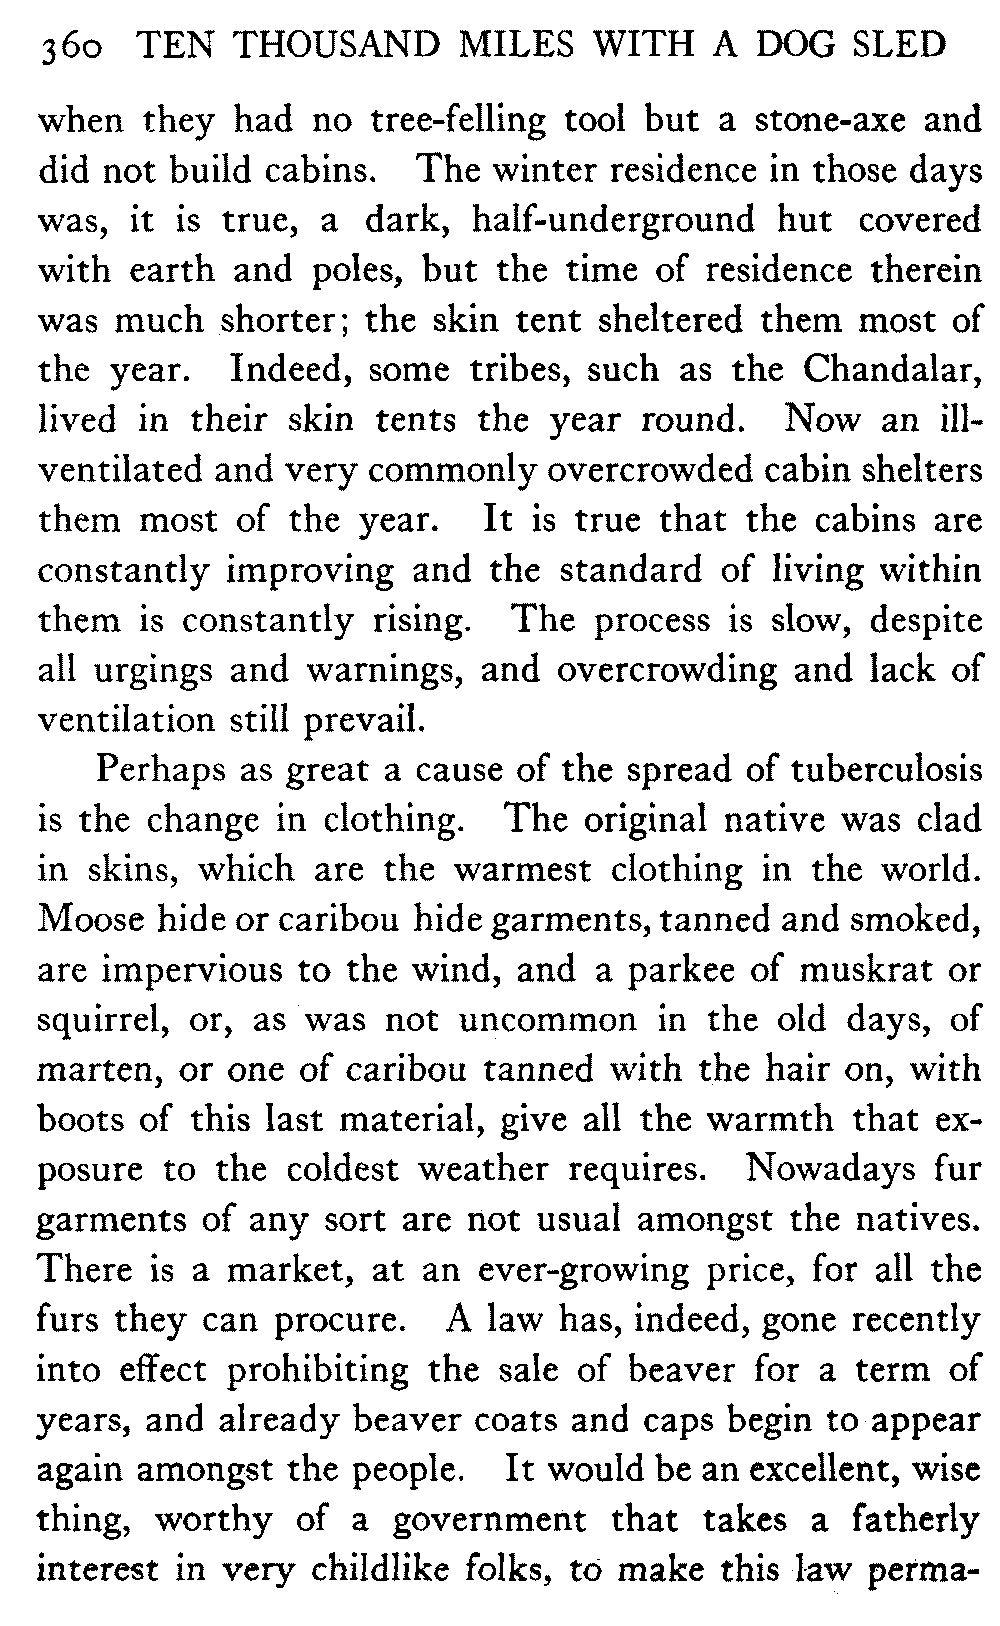 360 TEN THOUSAND MILES WITH A DOG SLED
when they had no tree-felling tool but a stone-axe and
did not build cabins. The winter residence in those days
was, it is true, a dark, half-underground hut covered
with earth and poles, but the time of residence therein
was much shorter; the skin tent sheltered them most of
the year. Indeed, some tribes, such as the Chandalar,
lived in their skin tents the year round. Now an ill-
ventilated and very commonly overcrowded cabin shelters
them most of the year. It is true that the cabins are
constantly improving and the standard of living within
them is constantly rising. The process is slow, despite
all urgings and warnings, and overcrowding and lack of
ventilation still prevail.
Perhaps as great a cause of the spread of tuberculosis
is the change in clothing. The original native was clad
in skins, which are the warmest clothing in the world.
Moose hide or caribou hide garments, tanned and smoked,
are impervious to the wind, and a parkee of muskrat or
squirrel, or, as was not uncommon in the old days, of
marten, or one of caribou tanned with the hair on, with
boots of this last material, give all the warmth that ex-
posure to the coldest weather requires. Nowadays fur
garments of any sort are not usual amongst the natives.
There is a market, at an ever-growing price, for all the
furs they can procure. A law has, indeed, gone recently
into effect prohibiting the sale of beaver for a term of
years, and already beaver coats and caps begin to appear
again amongst the people. It would be an excellent, wise
thing, worthy of a government that takes a fatherly
interest in very childlike folks, to make this law perma-